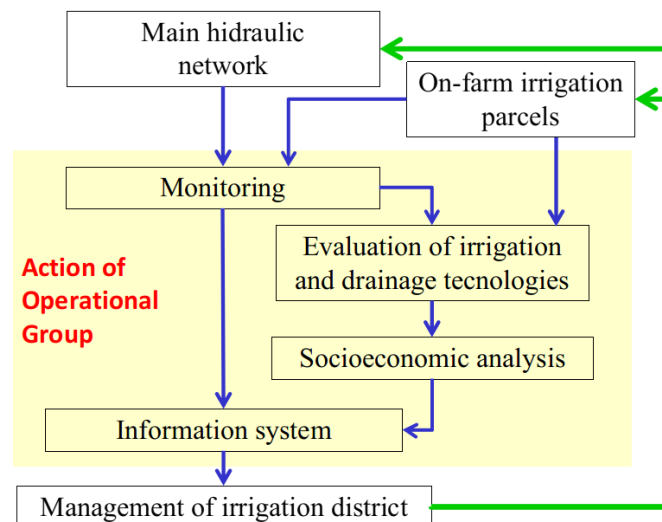 Main hidraulic
network
On-farm irrigation
parcels
Monitoring
Evaluation of irrigation
and drainage tecnologies
Action of
Operational
Group
Socioeconomic analysis
Information system
Management of irrigation district